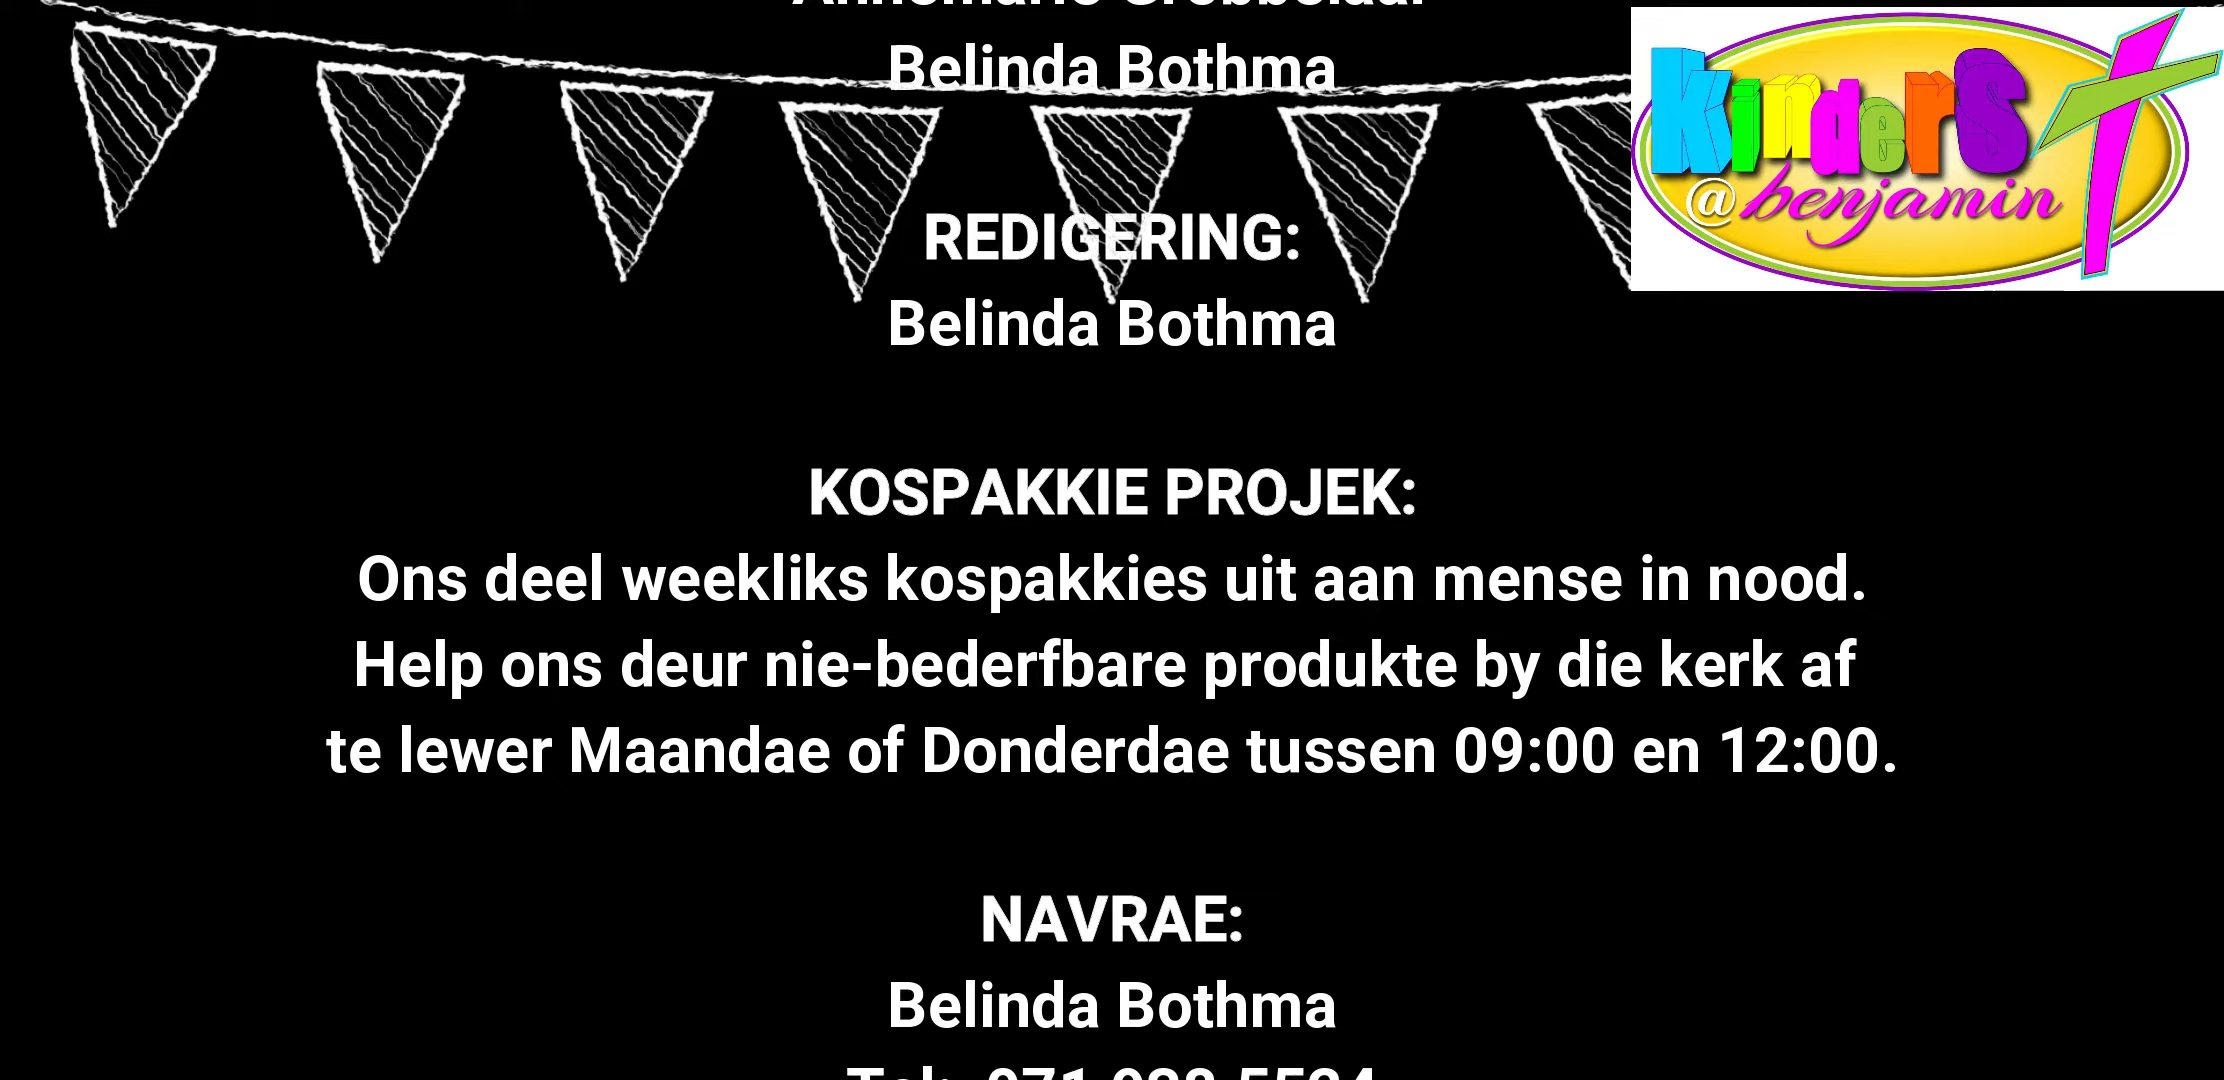 Belinda Bothma
kinders
@benjamin
REDIGERING:
Belinda Bothma
KOSPAKKIE PROJEK:
Ons deel weekliks kospakkies uit aan mense in nood.
Help ons deur nie-bederfbare produkte by die kerk af
te lewer Maandae of Donderdae tussen 09:00 en 12:00.
NAVRAE:
Belinda Bothma